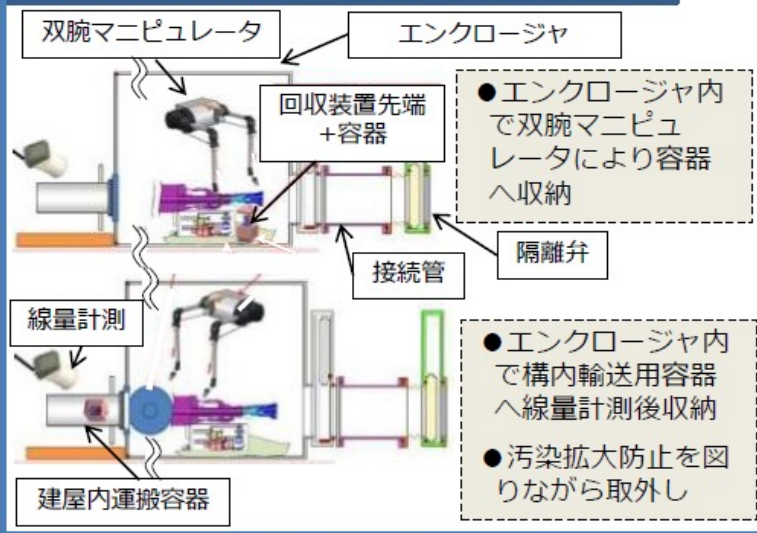 双腕マニピュレータ
エンクロージャ
回収装置先端
+容器
●エンクロージャ内
で双腕マニピュ
レータにより容器
へ収納
隔離弁
接続管
線量計測
●エンクロージャ内
で構内輸送用容器
へ線量計測後収納
●汚染拡大防止を図
りながら取外し
建屋内運搬容器